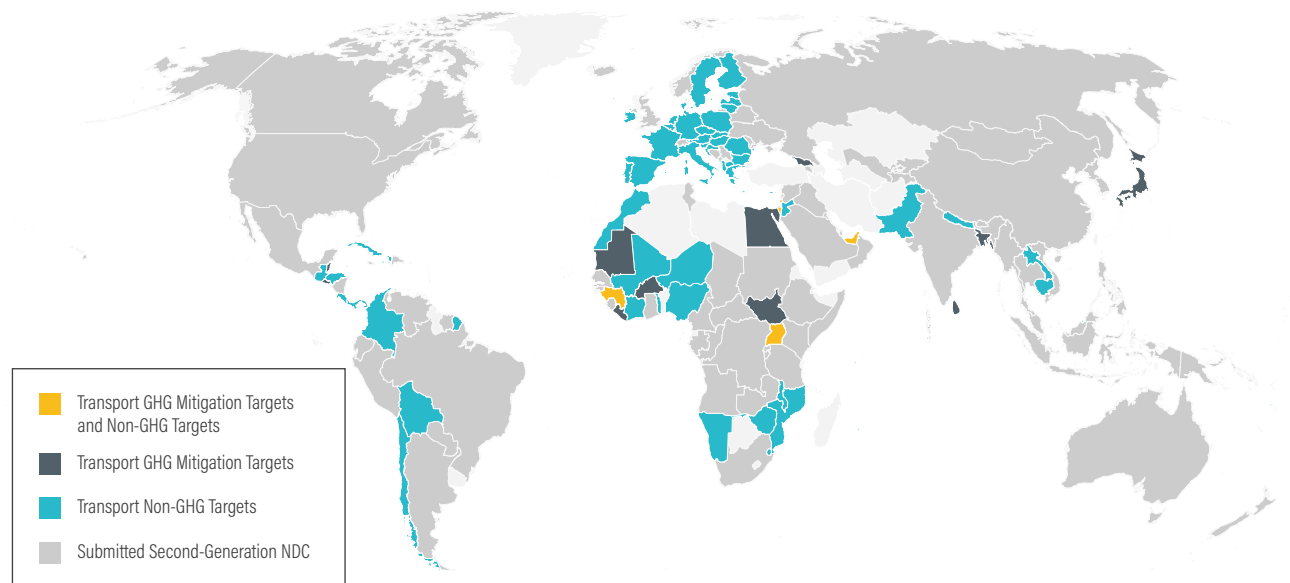 Transport GHG Mitigation Targets
and Non-GHG Targets
Transport GHG Mitigation Targets
Transport Non-GHG Targets
Submitted Second-Generation NDC